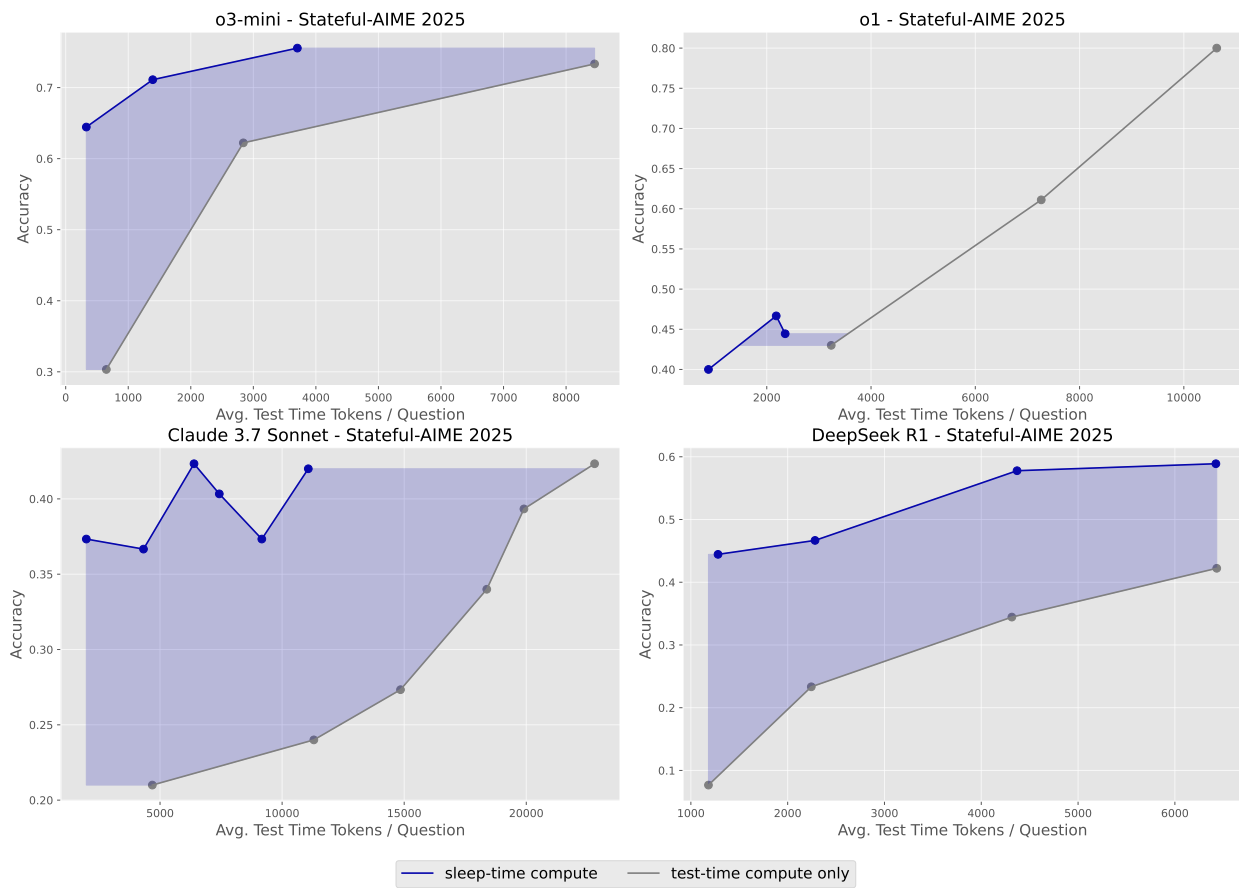 o3-mini - Stateful-AIME 2025
Accuracy
0.7
0.6
0.5
0.4
0.3
0 1000 2000 3000 4000 5000 6000 7000 8000
Avg. Test Time Tokens / Question
o1 - Stateful-AIME 2025
Accuracy
0.80
0.75
0.70
0.65
0.60
0.55
0.50
0.45
0.40
2000 4000 6000 8000 10000
Avg. Test Time Tokens / Question
Claude 3.7 Sonnet - Stateful-AIME 2025
Accuracy
0.40
0.35
0.30
0.25
0.20
5000 10000 15000 20000
Avg. Test Time Tokens / Question
DeepSeek R1 - Stateful-AIME 2025
Accuracy
0.6
0.5
0.4
0.3
0.2
0.1
1000 2000 3000 4000 5000 6000
Avg. Test Time Tokens / Question
sleep-time compute test-time compute only